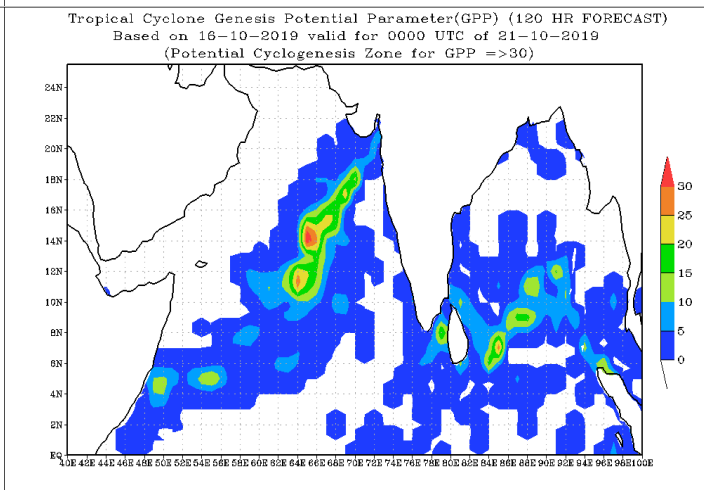 Tropical Cyclone Genesis Potential Parameter(GPP) (120 HR FORECAST)
Based on 16-10-2019 valid for 0000 UTC of 21-10-2019
(Potential Cyclogenesis Zone for GPP =>30)
24N
22N
20N
18N
16N
14N
12N
10N
8N
6N
4N
2N
EQ
30
25
20
15
10
5
0
40E 42E 44E 46E 48E 50E 52E 54E 56E 58E 60E 62E 64E 66E 68E 70E 72E 74E 76E 78E 80E 82E 84E 86E 88E 90E 92E 94E 96E 98E 100E